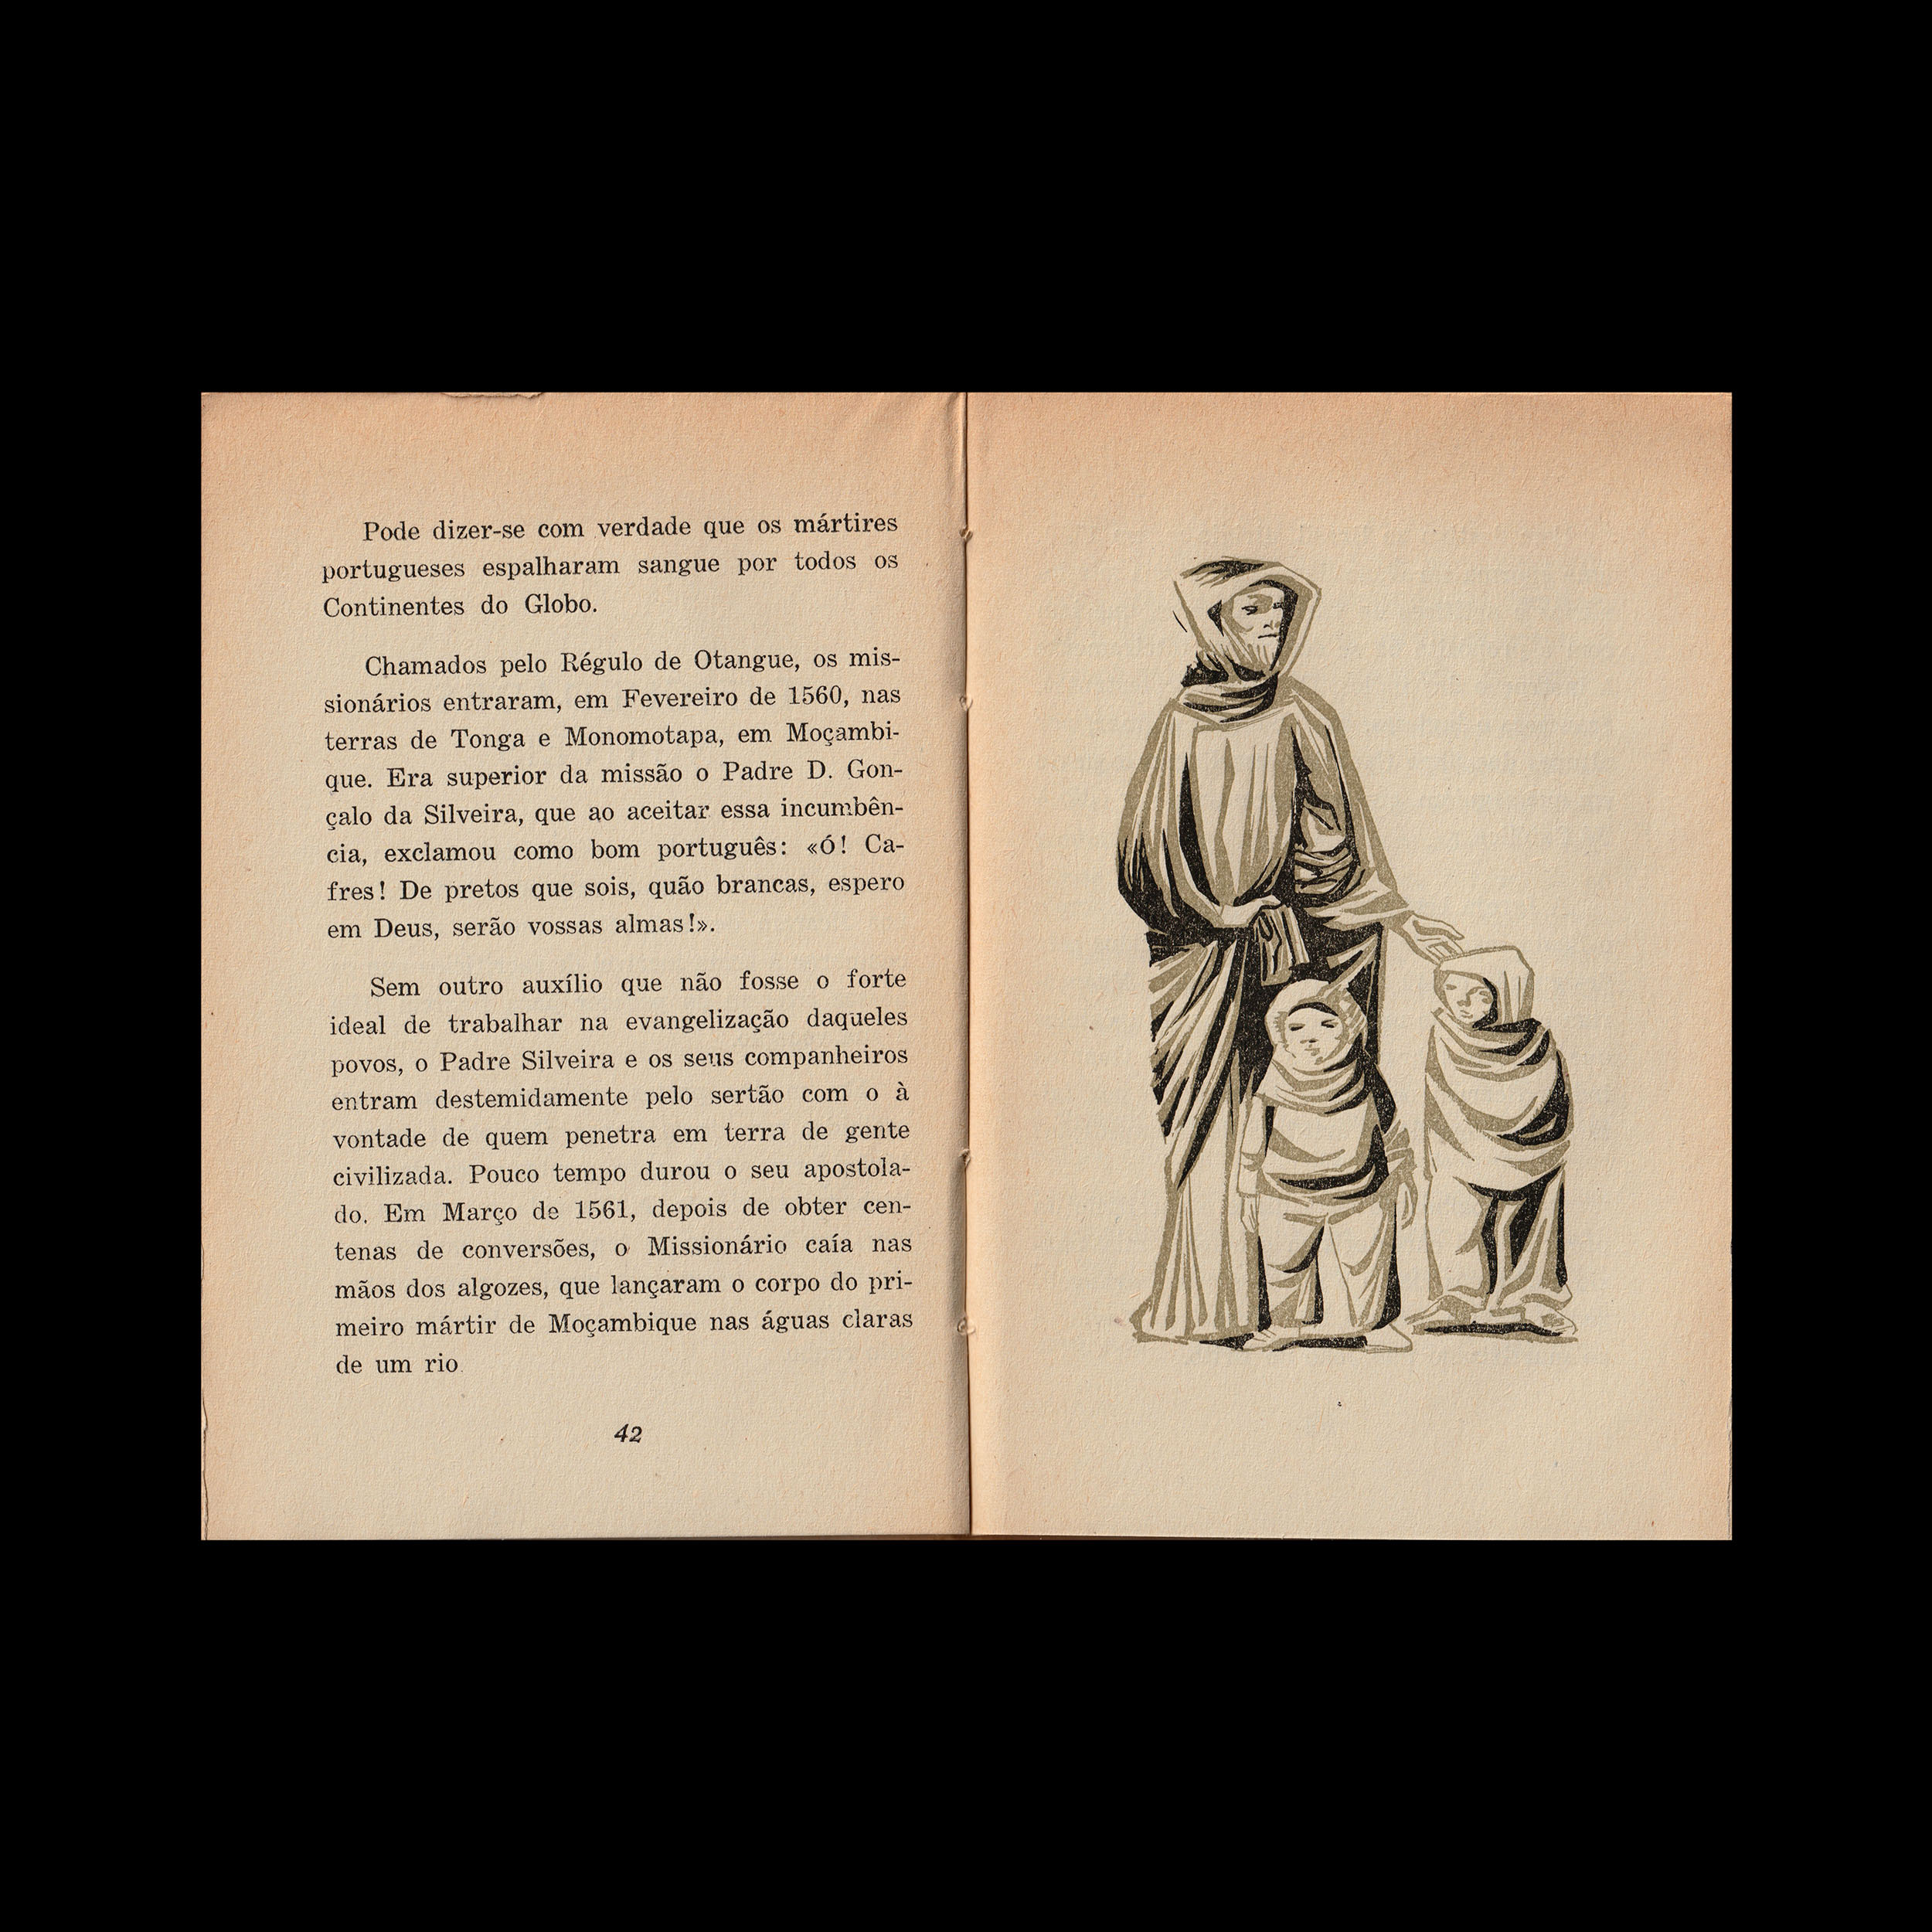 Pode dizer-se com verdade que os mártires
portugueses espalharam sangue por todos os
Continentes do Globo.
Chamados pelo Régulo de Otangue, os mis-
sionários entraram, em Fevereiro de 1560, nas
terras de Tonga e Monomotapa, em Moçambi-
que. Era superior da missão o Padre D. Gon-
çalo da Silveira, que ao aceitar essa incumbên-
cia, exclamou como bom português: «Ó! Ca-
fres! De pretos que sois, quão brancas, espero
em Deus, serão vossas almas!».
Sem outro auxílio que não fosse o forte
ideal de trabalhar na evangelização daqueles
povos, o Padre Silveira e os seus companheiros
entram destemidamente pelo sertão com o à
vontade de quem penetra em terra de gente
civilizada. Pouco tempo durou o seu apostola-
do. Em Março de 1561, depois de obter cen-
tenas de conversões, o Missionário caía nas
mãos dos algozes, que lançaram o corpo do pri-
meiro mártir de Moçambique nas águas claras
de um rio.
42